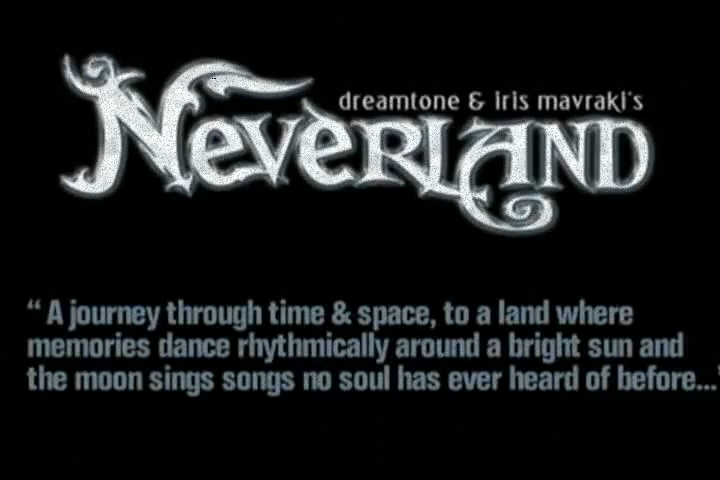 dreamtone & iris mavraki's
NEVERLAND
“ A journey through time & space, to a land where
memories dance rhythmically around a bright sun and
the moon sings songs no soul has ever heard of before...“